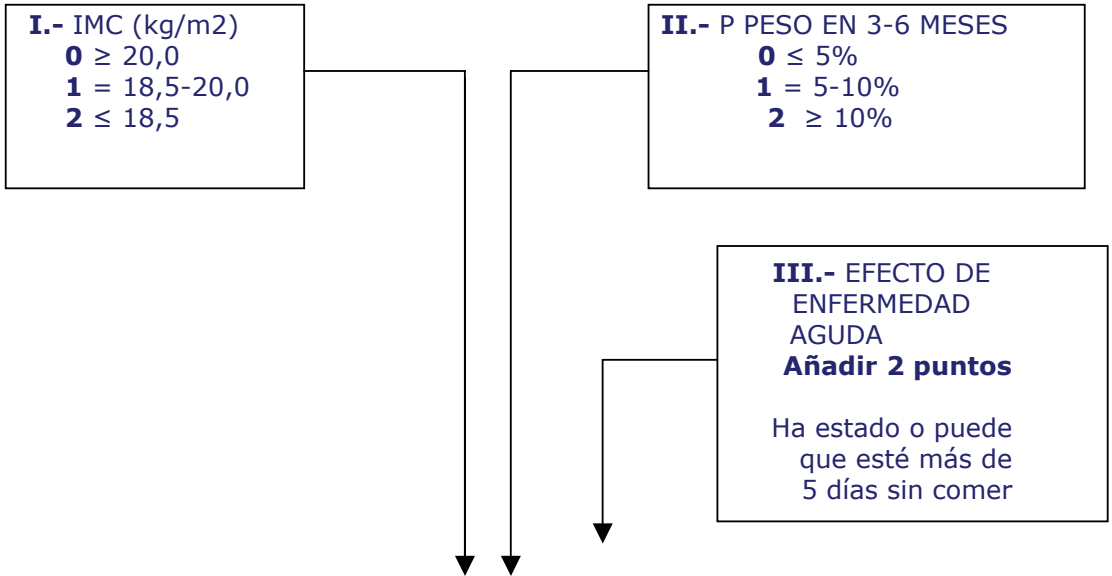 I.- IMC (kg/m2)
0 ≥ 20,0
1 = 18,5-20,0
2 ≤ 18,5
II.- P PESO EN 3-6 MESES
0 ≤ 5%
1 = 5-10%
2 ≥ 10%
III.- EFECTO DE
ENFERMEDAD
AGUDA
Añadir 2 puntos
Ha estado o puede
que esté más de
5 días sin comer